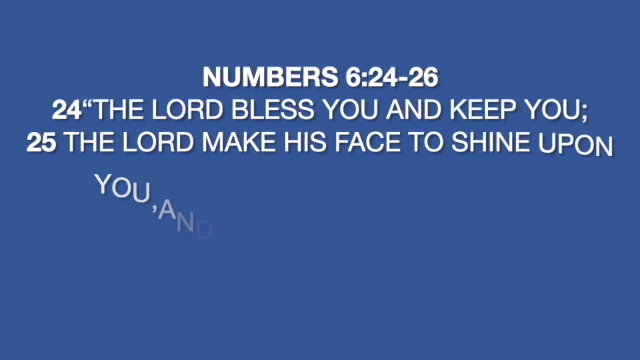 NUMBERS 6:24-26
24“THE LORD BLESS YOU AND KEEP YOU;
25 THE LORD MAKE HIS FACE TO SHINE UPON
YOU,AND